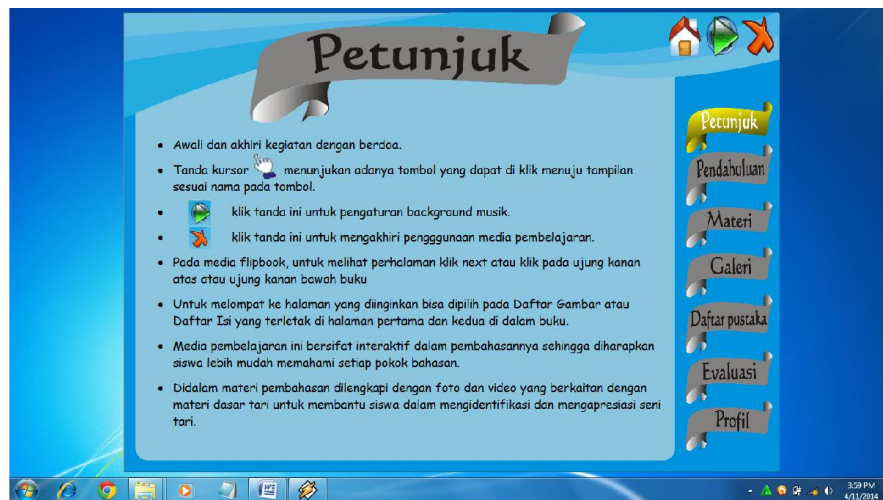 Petunjuk
Awali dan akhiri kegiatan dengan berdoa.
Tanda kursor menunjukan adanya tombol yang dapat di klik menuju tampilan
sesuai nama pada tombol.
klik tanda ini untuk pengaturan background musik.
klik tanda ini untuk mengakhiri pengggunaan media pembelajaran.
Pada media flipbook, untuk melihat perhalaman klik next atau klik pada ujung kanan
atas atau ujung kanan bawah buku
Untuk melompat ke halaman yang diinginkan bisa dipilih pada Daftar Gambar atau
Daftar Isi yang terletak di halaman pertama dan kedua di dalam buku.
Media pembelajaran ini bersifat interaktif dalam pembahasannya sehingga diharapkan
siswa lebih mudah memahami setiap pokok bahasan.
Didalam materi pembahasan dilengkapi dengan foto dan video yang berkaitan dengan
materi dasar tari untuk membantu siswa dalam mengidentifikasi dan mengapresiasi seni
tari.
Petunjuk
Pendahuluan
Materi
Galeri
Daftar pustaka
Evaluasi
Profil
3:59 PM
4/11/2014